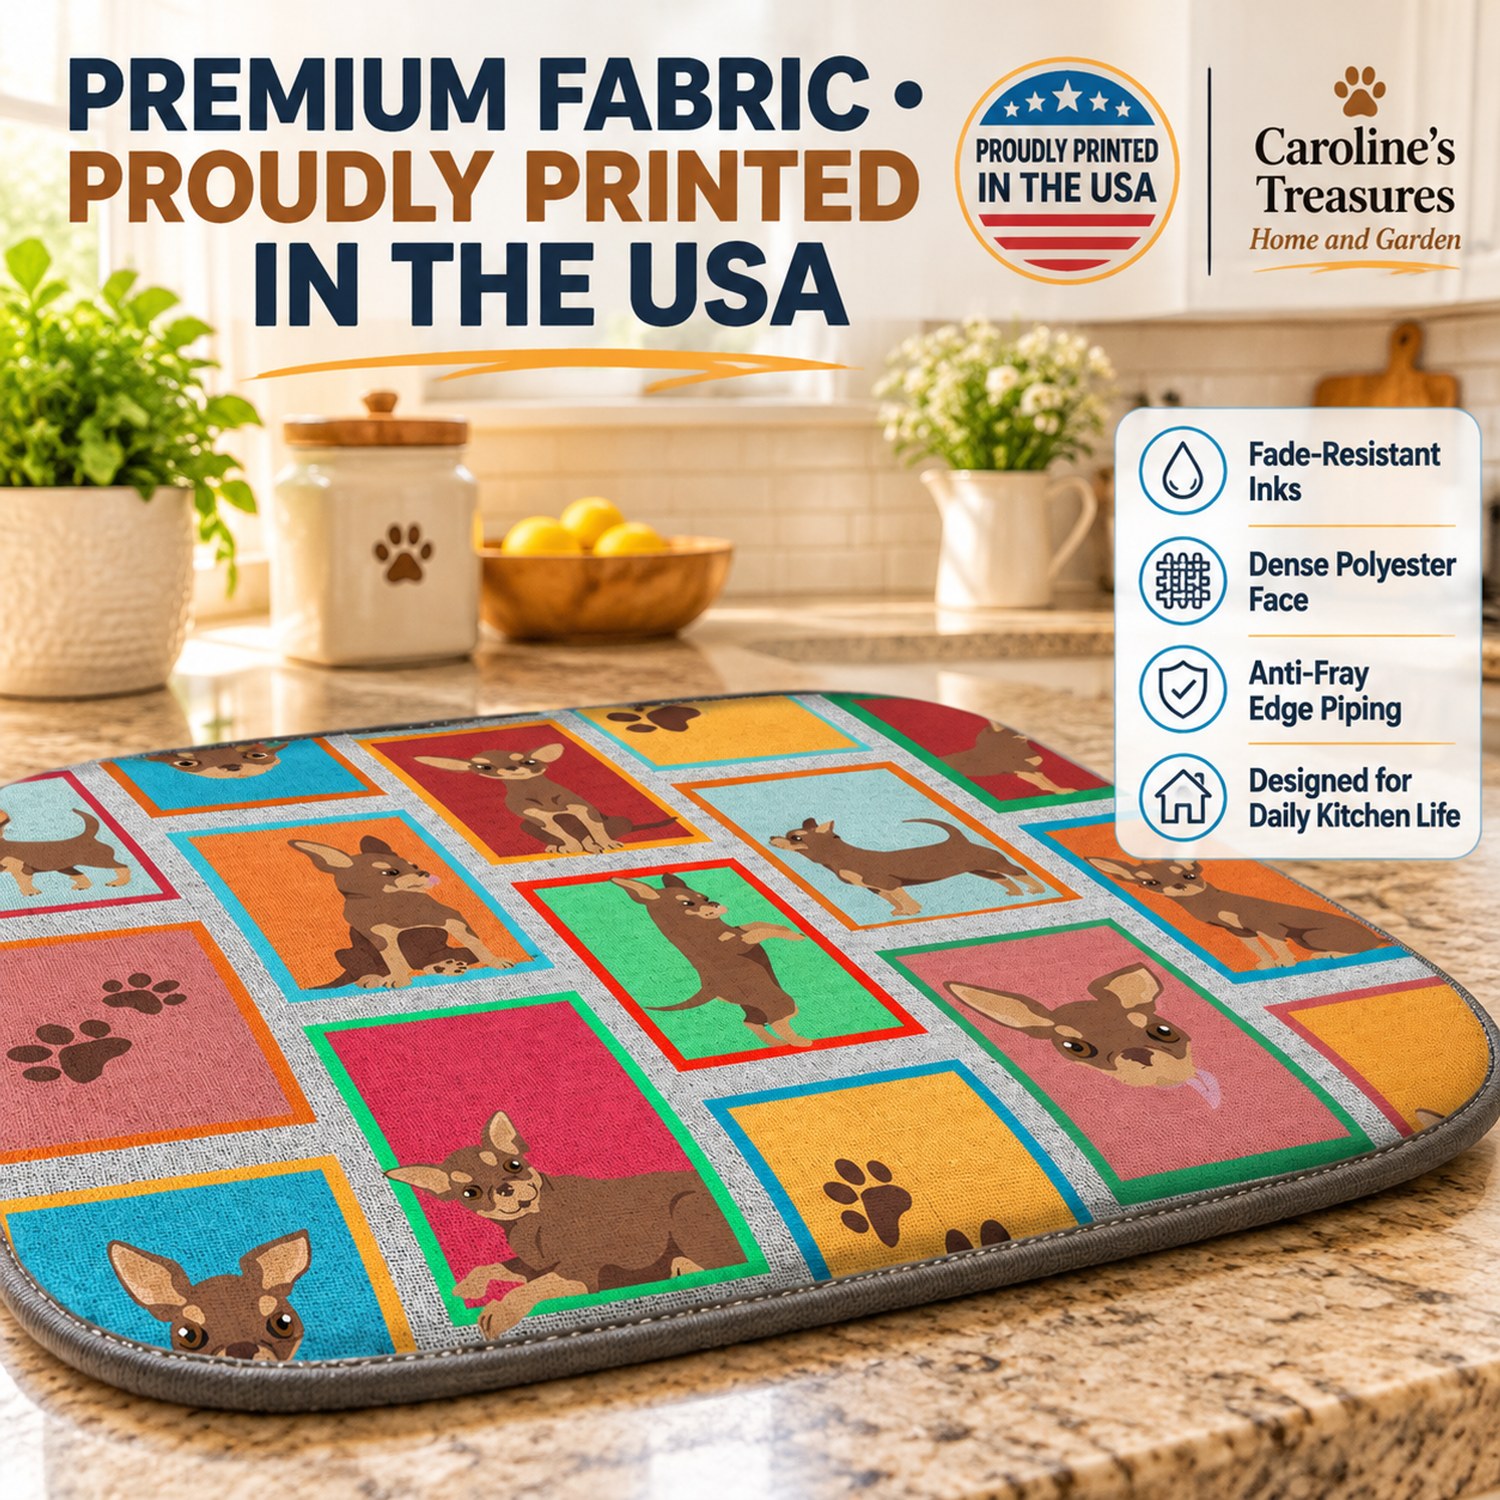 PREMIUM FABRIC •
PROUDLY PRINTED
IN THE USA
PROUDLY PRINTED
IN THE USA
Caroline's
Treasures
Home and Garden
Fade-Resistant
Inks
Dense Polyester
Face
Anti-Fray
Edge Piping
Designed for
Daily Kitchen Life